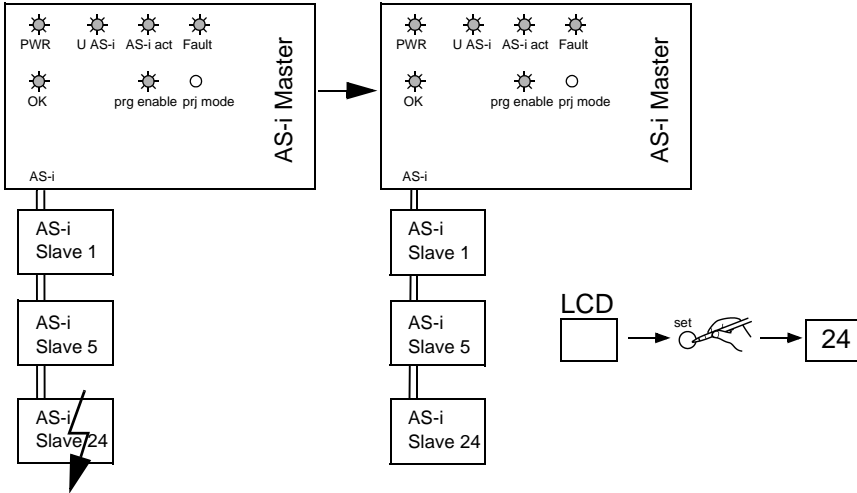 PWR U AS-i AS-i act Fault
OK prg enable prj mode
AS-i Master
AS-i
AS-i
Slave 1
AS-i
Slave 5
AS-i
Slave 24
PWR U AS-i AS-i act Fault
OK prg enable prj mode
AS-i Master
AS-i
AS-i
Slave 1
AS-i
Slave 5
AS-i
Slave 24
LCD
set
24